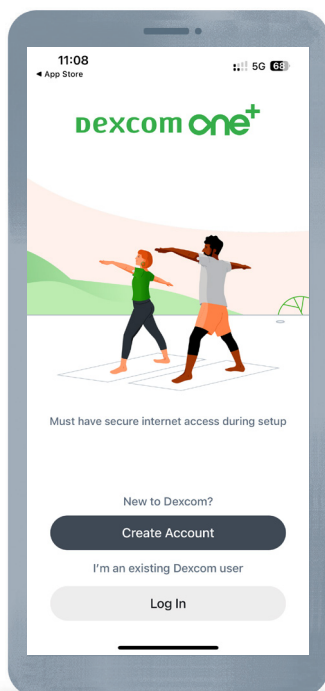 11:08
5G 63
◄ App Store
Dexcom one+
Must have secure internet access during setup
New to Dexcom?
Create Account
I'm an existing Dexcom user
Log In